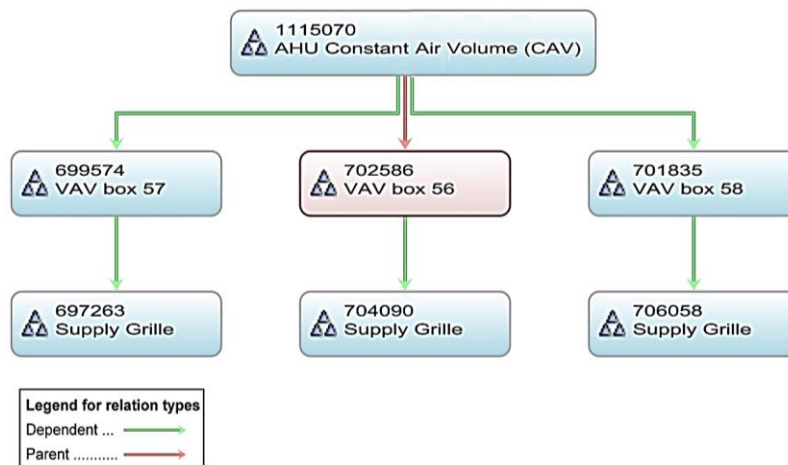 1115070
AHU Constant Air Volume (CAV)
699574
VAV box 57
702586
VAV box 56
701835
VAV box 58
697263
Supply Grille
704090
Supply Grille
706058
Supply Grille
Legend for relation types
Dependent ...
Parent ...........